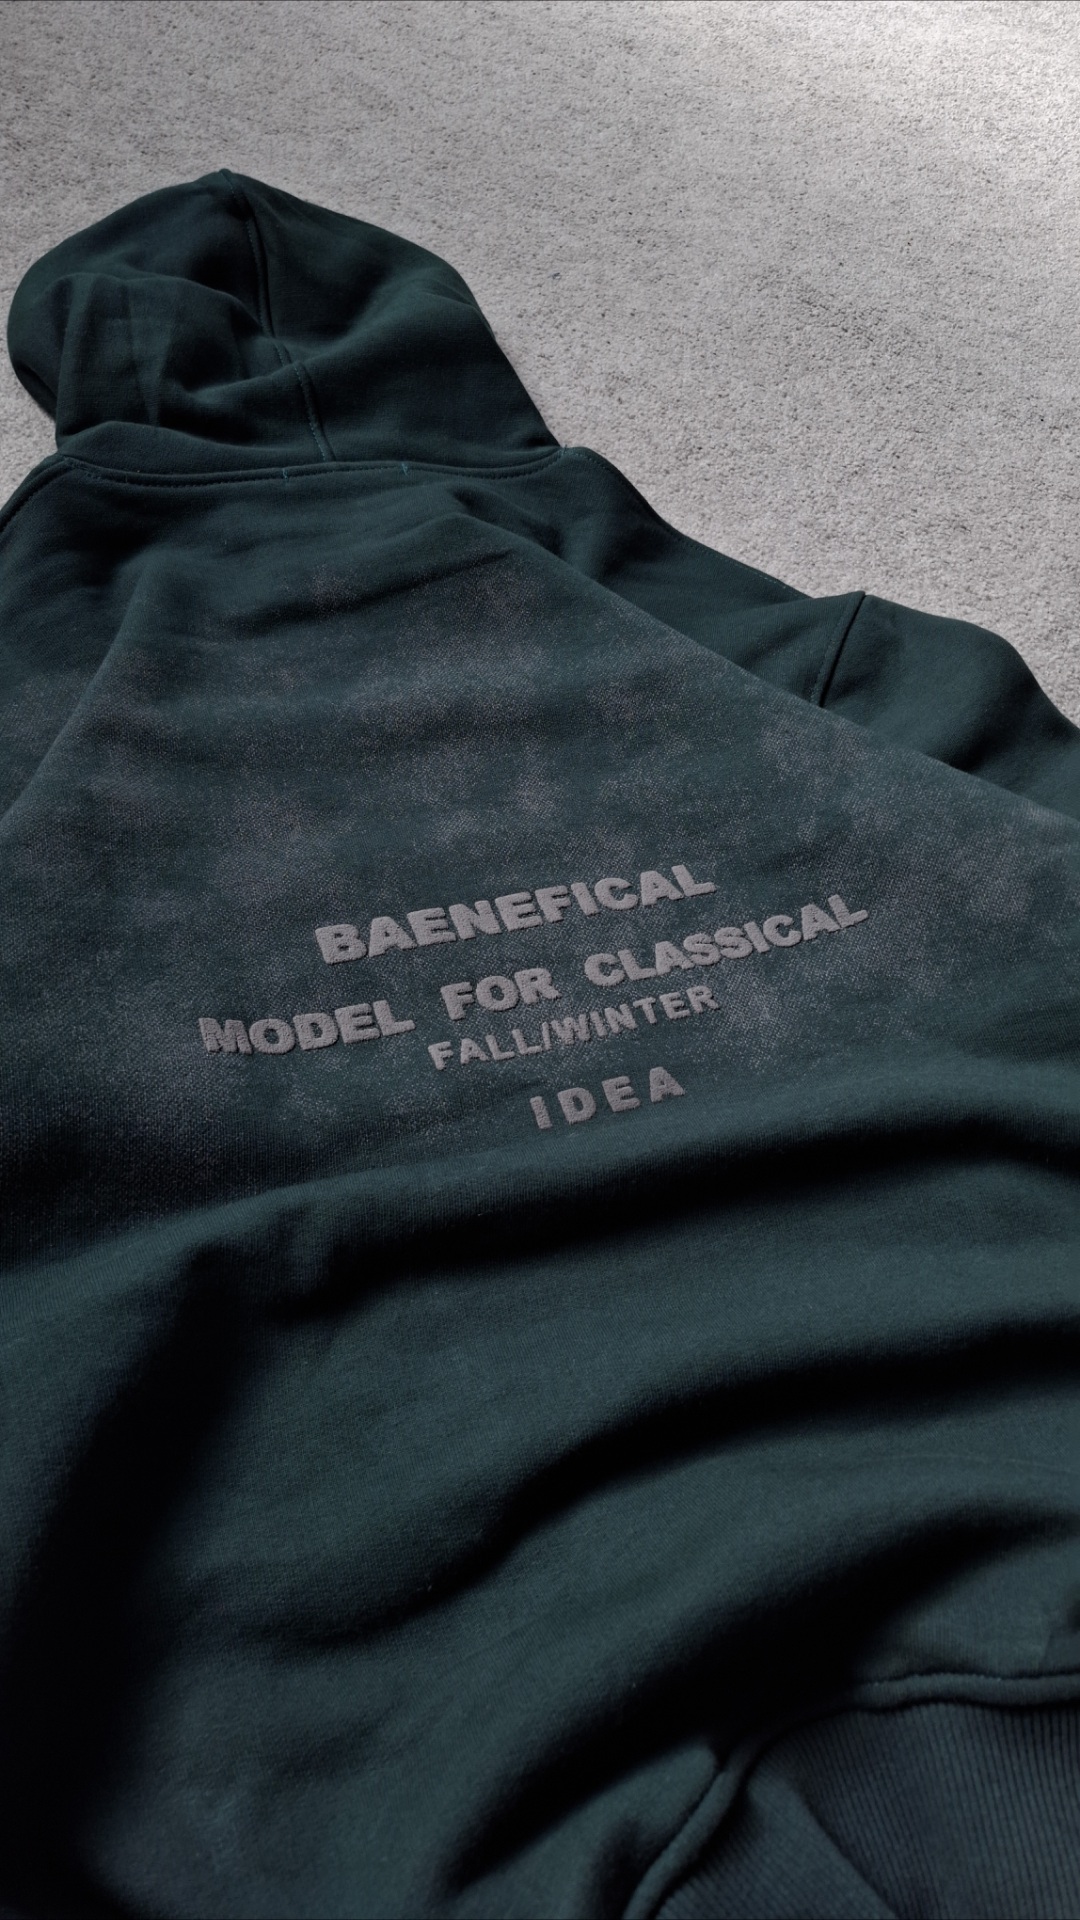 BAENEFICAL
MODEL FOR CLASSICAL
FALL/WINTER
IDEA